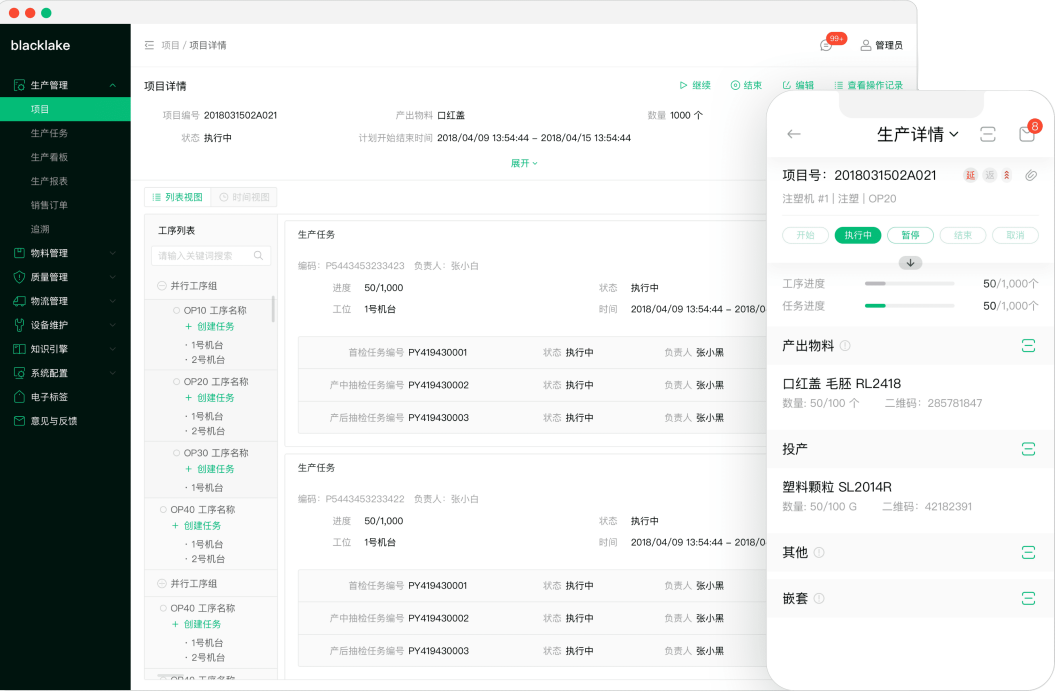 blacklake
生产管理
项目
生产任务
生产看板
生产报表
销售订单
追溯
物料管理
质量管理
物流管理
设备维护
知识引擎
系统配置
电子标签
意见与反馈
项目 / 项目详情
99+
管理员
项目详情
继续 结束 编辑 查看操作记录
项目编号 2018031502A021 产出物料 口红盖 数量 1000 个
状态 执行中 计划开始结束时间 2018/04/09 13:54:44 – 2018/04/15 13:54:44
展开
列表视图 时间视图
工序列表
请输入关键词搜索
并行工序组
OP10 工序名称
+ 创建任务
· 1号机台
· 2号机台
OP20 工序名称
+ 创建任务
· 1号机台
· 2号机台
OP30 工序名称
+ 创建任务
· 1号机台
OP40 工序名称
+ 创建任务
· 1号机台
· 2号机台
并行工序组
OP40 工序名称
+ 创建任务
· 1号机台
· 2号机台
OP40 工序名称
生产任务
编码: P5443453233423 负责人: 张小白
进度 50/1,000 状态 执行中
工位 1号机台 时间 2018/04/09 13:54:44 – 2018/0
首检任务编号 PY419430001 状态 执行中 负责人 张小黑
产中抽检任务编号 PY419430002 状态 执行中 负责人 张小黑
产后抽检任务编号 PY419430003 状态 执行中 负责人 张小黑
生产任务
编码: P5443453233422 负责人: 张小白
进度 50/1,000 状态 执行中
工位 1号机台 时间 2018/04/09 13:54:44 – 2018/0
首检任务编号 PY419430001 状态 执行中 负责人 张小黑
产中抽检任务编号 PY419430002 状态 执行中 负责人 张小黑
产后抽检任务编号 PY419430003 状态 执行中 负责人 张小黑
生产详情
8
项目号: 2018031502A021 延 返
注塑机 #1 | 注塑 | OP20
开始 执行中 暂停 结束 取消
工序进度 50/1,000个
任务进度 50/1,000个
产出物料
口红盖 毛胚 RL2418
数量: 50/100 个 二维码: 285781847
投产
塑料颗粒 SL2014R
数量: 50/100 G 二维码: 42182391
其他
嵌套